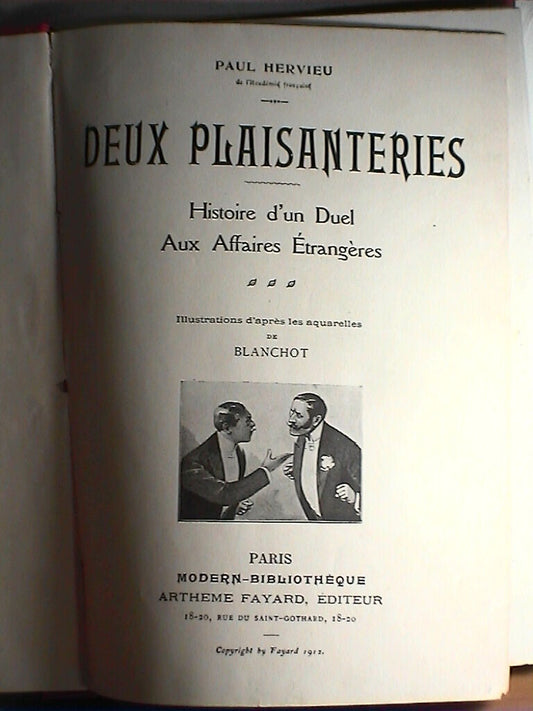 PAUL HERVIEU
de l'Académie française
DEUX PLAISANTERIES
Histoire d'un Duel
Aux Affaires Étrangères
Illustrations d'après les aquarelles
DE
BLANCHOT
PARIS
MODERN-BIBLIOTHÈQUE
ARTHEME FAYARD, ÉDITEUR
18-20, RUE DU SAINT-GOTHARD, 18-20
Copyright by Fayard 1912.